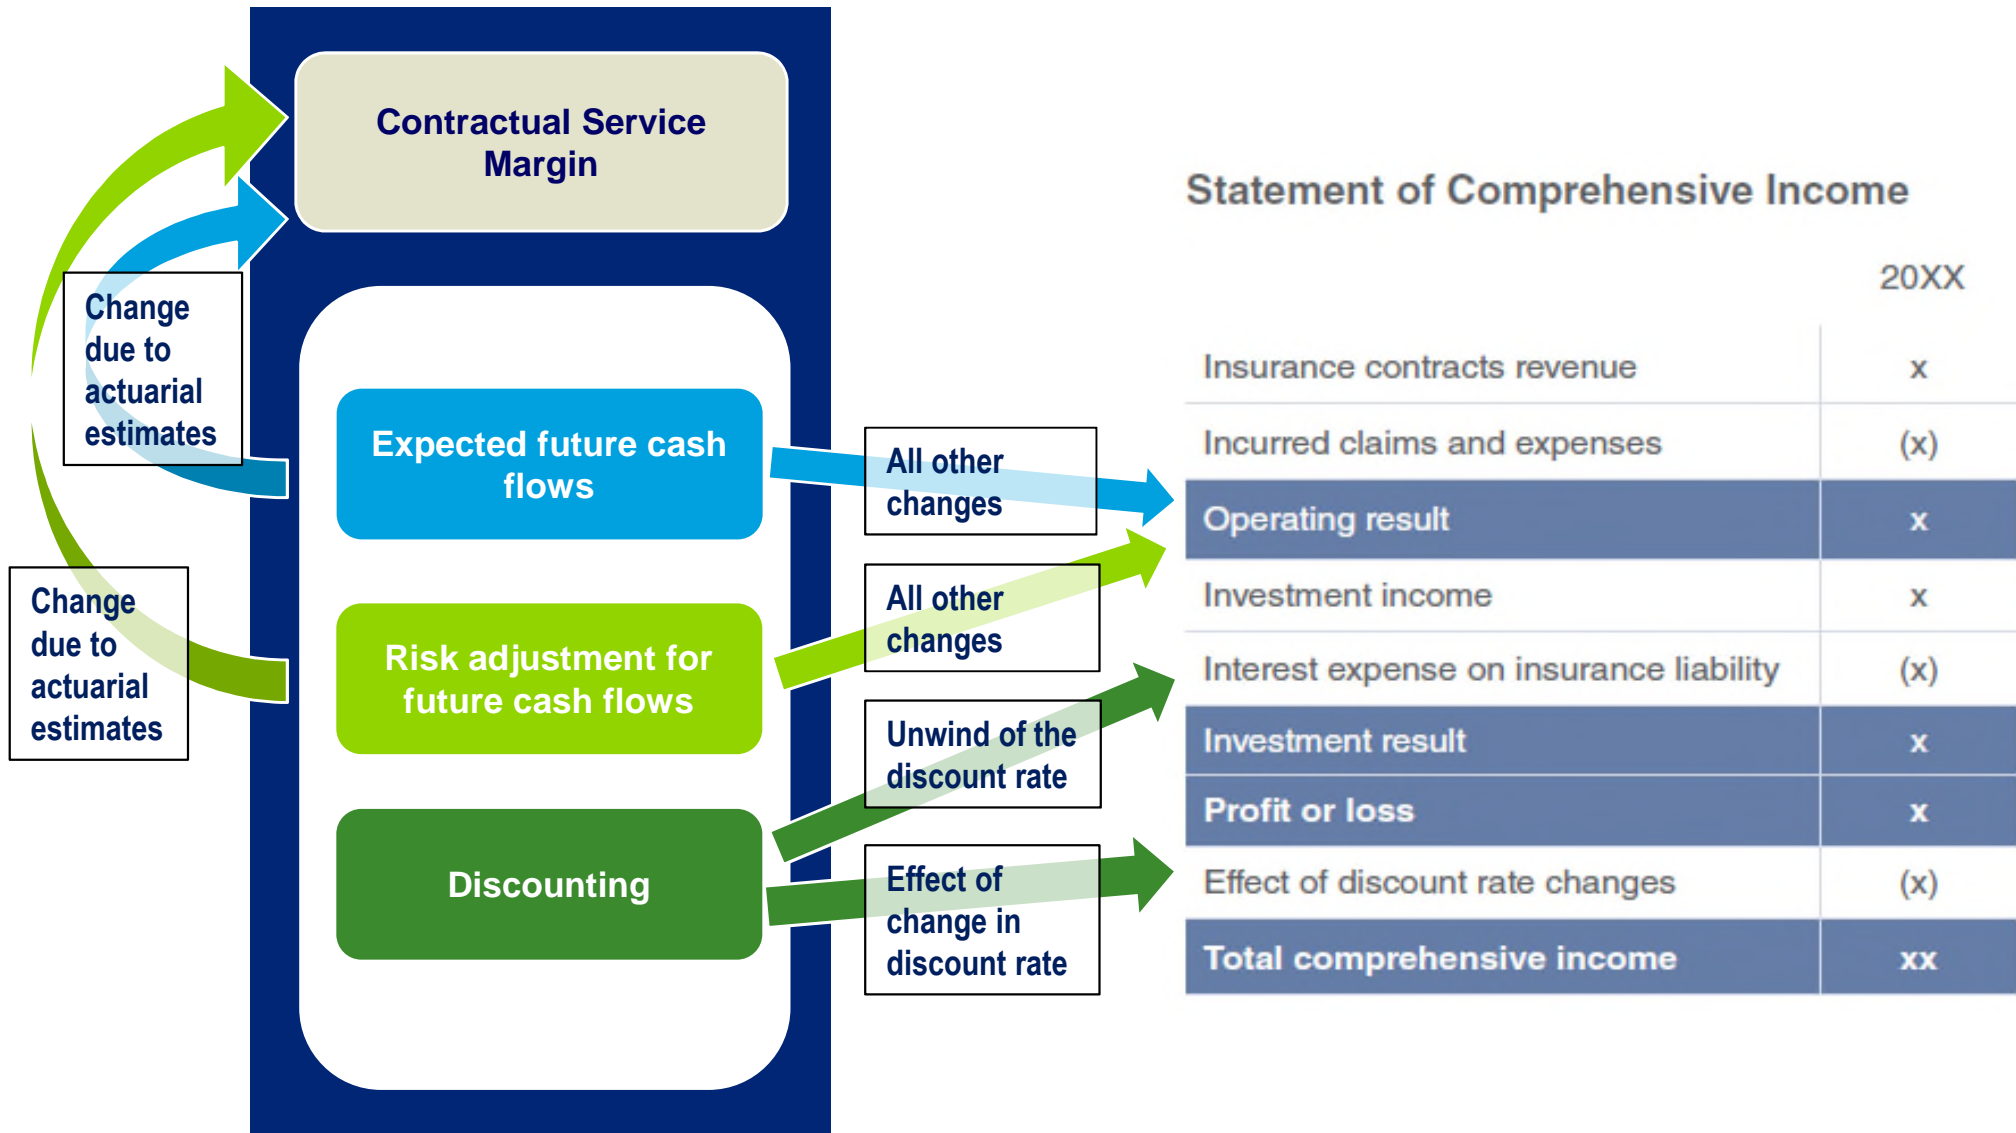 Contractual Service
Margin
Change
due to
actuarial
estimates
Change
due to
actuarial
estimates
Expected future cash
flows
Risk adjustment for
future cash flows
Discounting
All other
changes
All other
changes
Unwind of the
discount rate
Effect of
change in
discount rate
Statement of Comprehensive Income
20XX
Insurance contracts revenue x
Incurred claims and expenses (x)
Operating result x
Investment income x
Interest expense on insurance liability (x)
Investment result x
Profit or loss x
Effect of discount rate changes (x)
Total comprehensive income xx